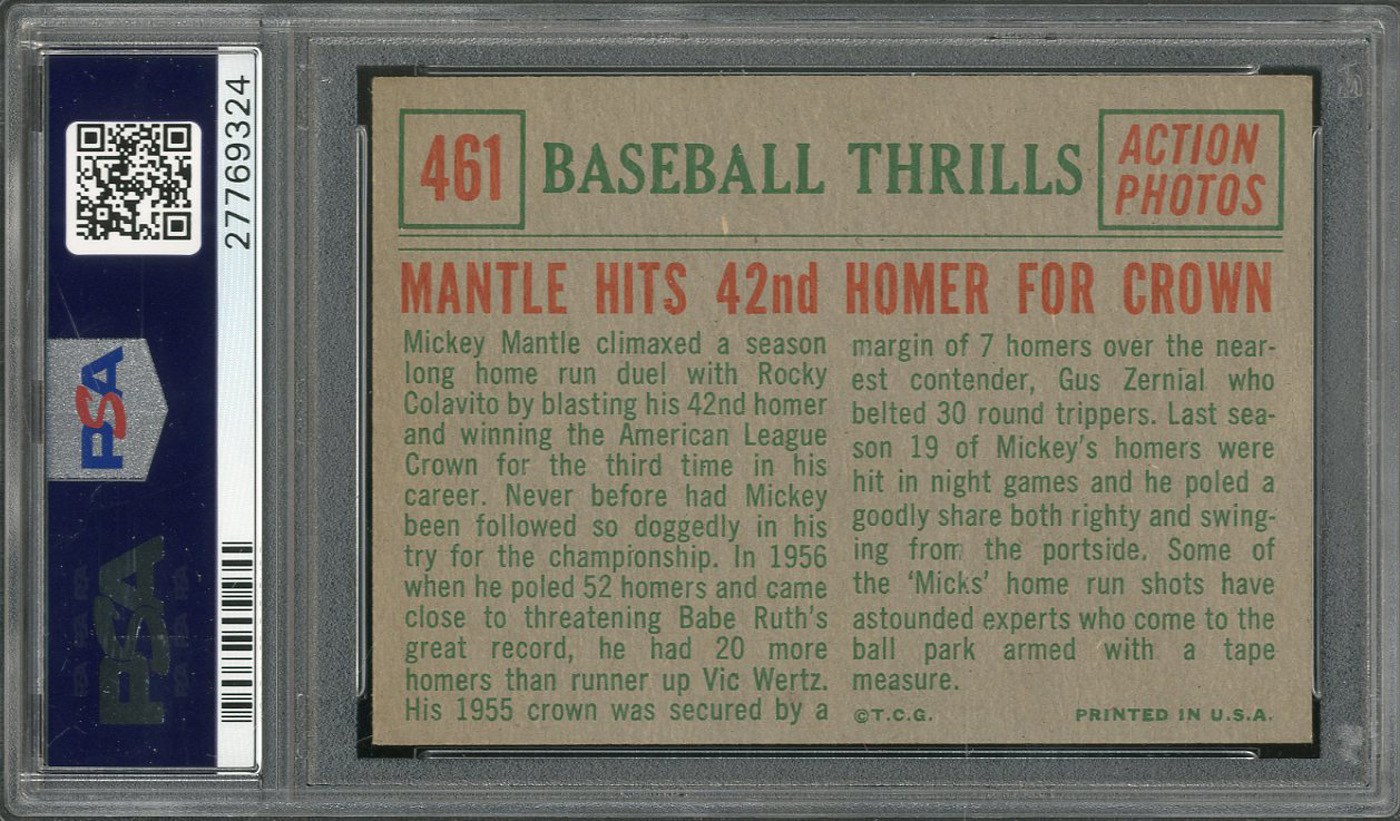 27769324
PSA
PSA
461
BASEBALL THRILLS
ACTION
PHOTOS
MANTLE HITS 42nd HOMER FOR CROWN
Mickey Mantle climaxed a season
long home run duel with Rocky
Colavito by blasting his 42nd homer
and winning the American League
Crown for the third time in his
career. Never before had Mickey
been followed so doggedly in his
try for the championship. In 1956
when he poled 52 homers and came
close to threatening Babe Ruth's
great record, he had 20 more
homers than runner up Vic Wertz.
His 1955 crown was secured by a
margin of 7 homers over the near-
est contender, Gus Zernial who
belted 30 round trippers. Last sea-
son 19 of Mickey's homers were
hit in night games and he poled a
goodly share both righty and swing-
ing from the portside. Some of
the 'Micks' home run shots have
astounded experts who come to the
ball park armed with a tape
measure.
©T.C.G.
PRINTED IN U.S.A.